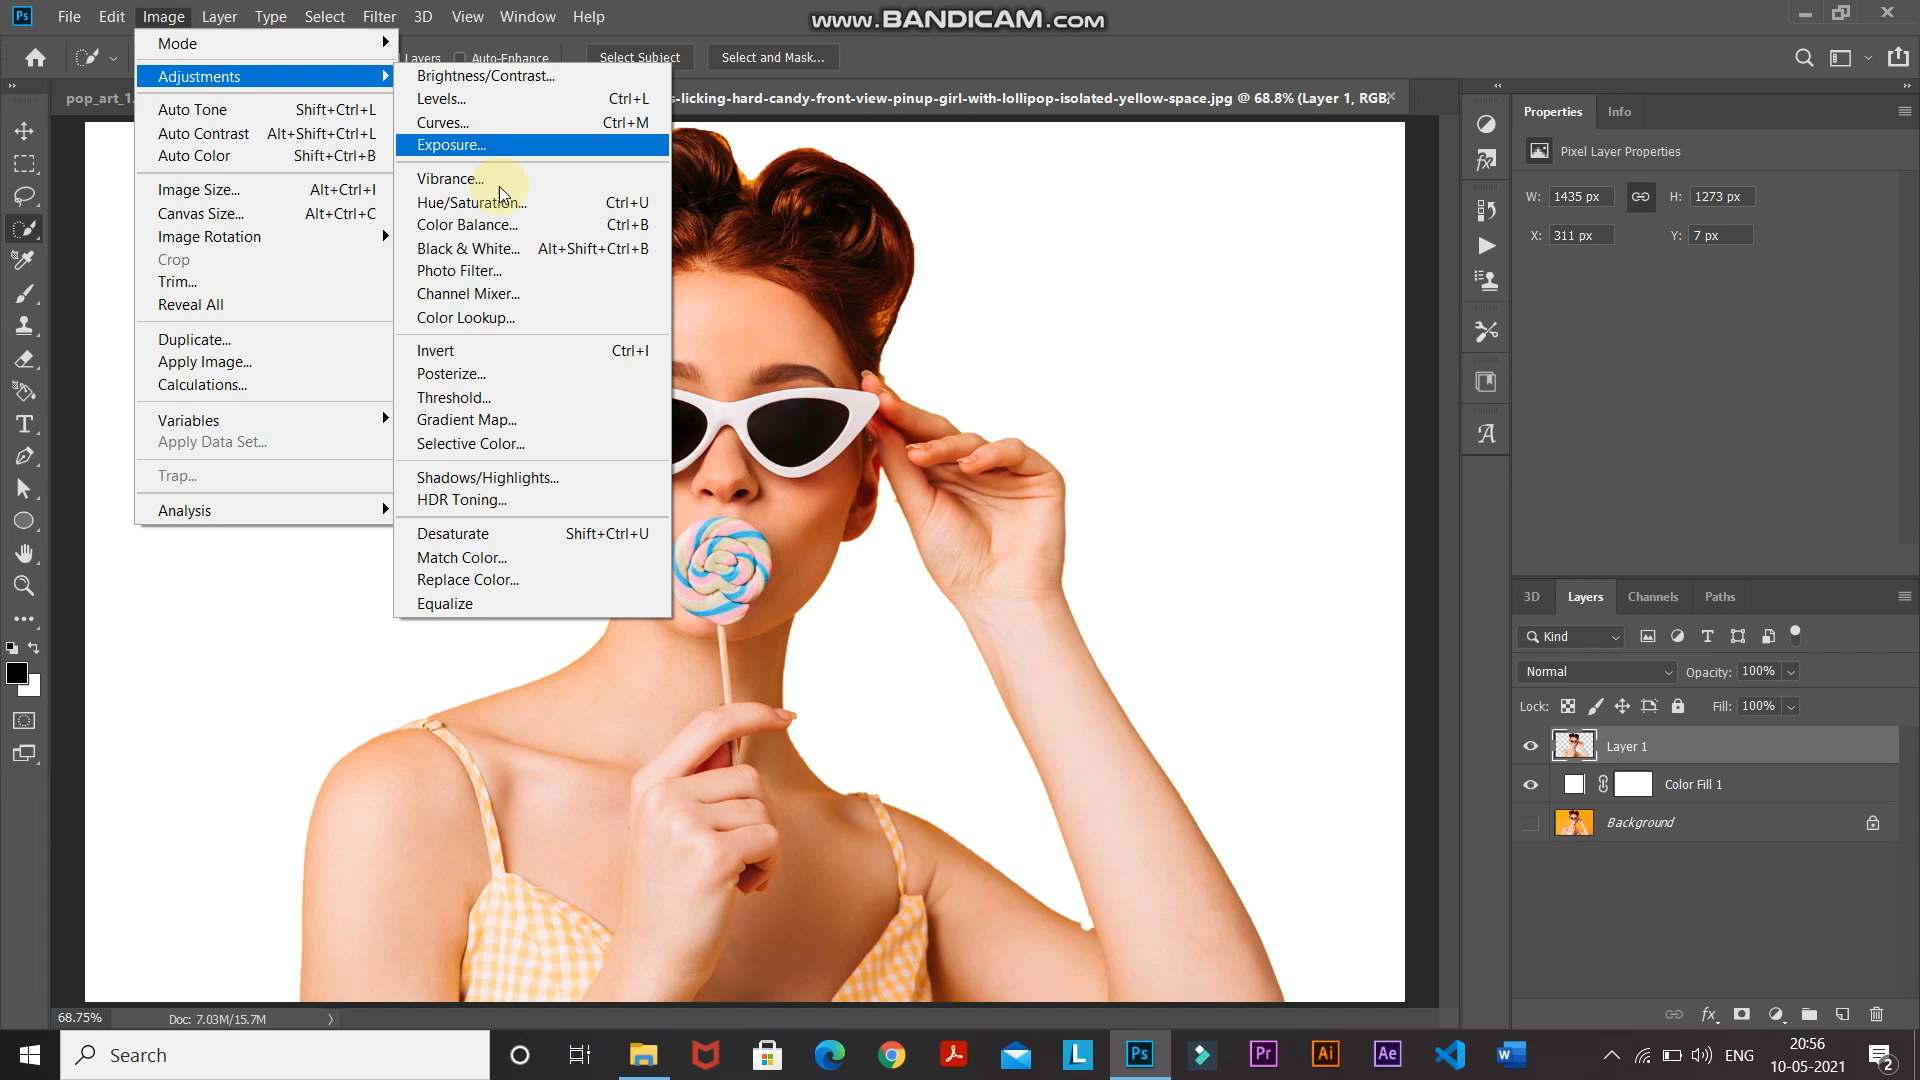 Ps File Edit Image Layer Type Select Filter 3D View Window Help
www.BANDICAM.com
Layers Auto-Enhance Select Subject Select and Mask...
pop_art_1. s-licking-hard-candy-front-view-pinup-girl-with-lollipop-isolated-yellow-space.jpg @ 68.8% (Layer 1, RGB/
Mode
Adjustments
Auto Tone Shift+Ctrl+L
Auto Contrast Alt+Shift+Ctrl+L
Auto Color Shift+Ctrl+B
Image Size... Alt+Ctrl+I
Canvas Size... Alt+Ctrl+C
Image Rotation
Crop
Trim...
Reveal All
Duplicate...
Apply Image...
Calculations...
Variables
Apply Data Set...
Trap...
Analysis
Brightness/Contrast...
Levels... Ctrl+L
Curves... Ctrl+M
Exposure...
Vibrance...
Hue/Saturation... Ctrl+U
Color Balance... Ctrl+B
Black & White... Alt+Shift+Ctrl+B
Photo Filter...
Channel Mixer...
Color Lookup...
Invert Ctrl+I
Posterize...
Threshold...
Gradient Map...
Selective Color...
Shadows/Highlights...
HDR Toning...
Desaturate Shift+Ctrl+U
Match Color...
Replace Color...
Equalize
Properties Info
Pixel Layer Properties
W: 1435 px H: 1273 px
X: 311 px Y: 7 px
3D Layers Channels Paths
Kind
Normal Opacity: 100%
Lock: Fill: 100%
Layer 1
Color Fill 1
Background
fx
68.75% Doc: 7.03M/15.7M
Search
L Ps Pr Ai Ae W
ENG
20:56
10-05-2021
2